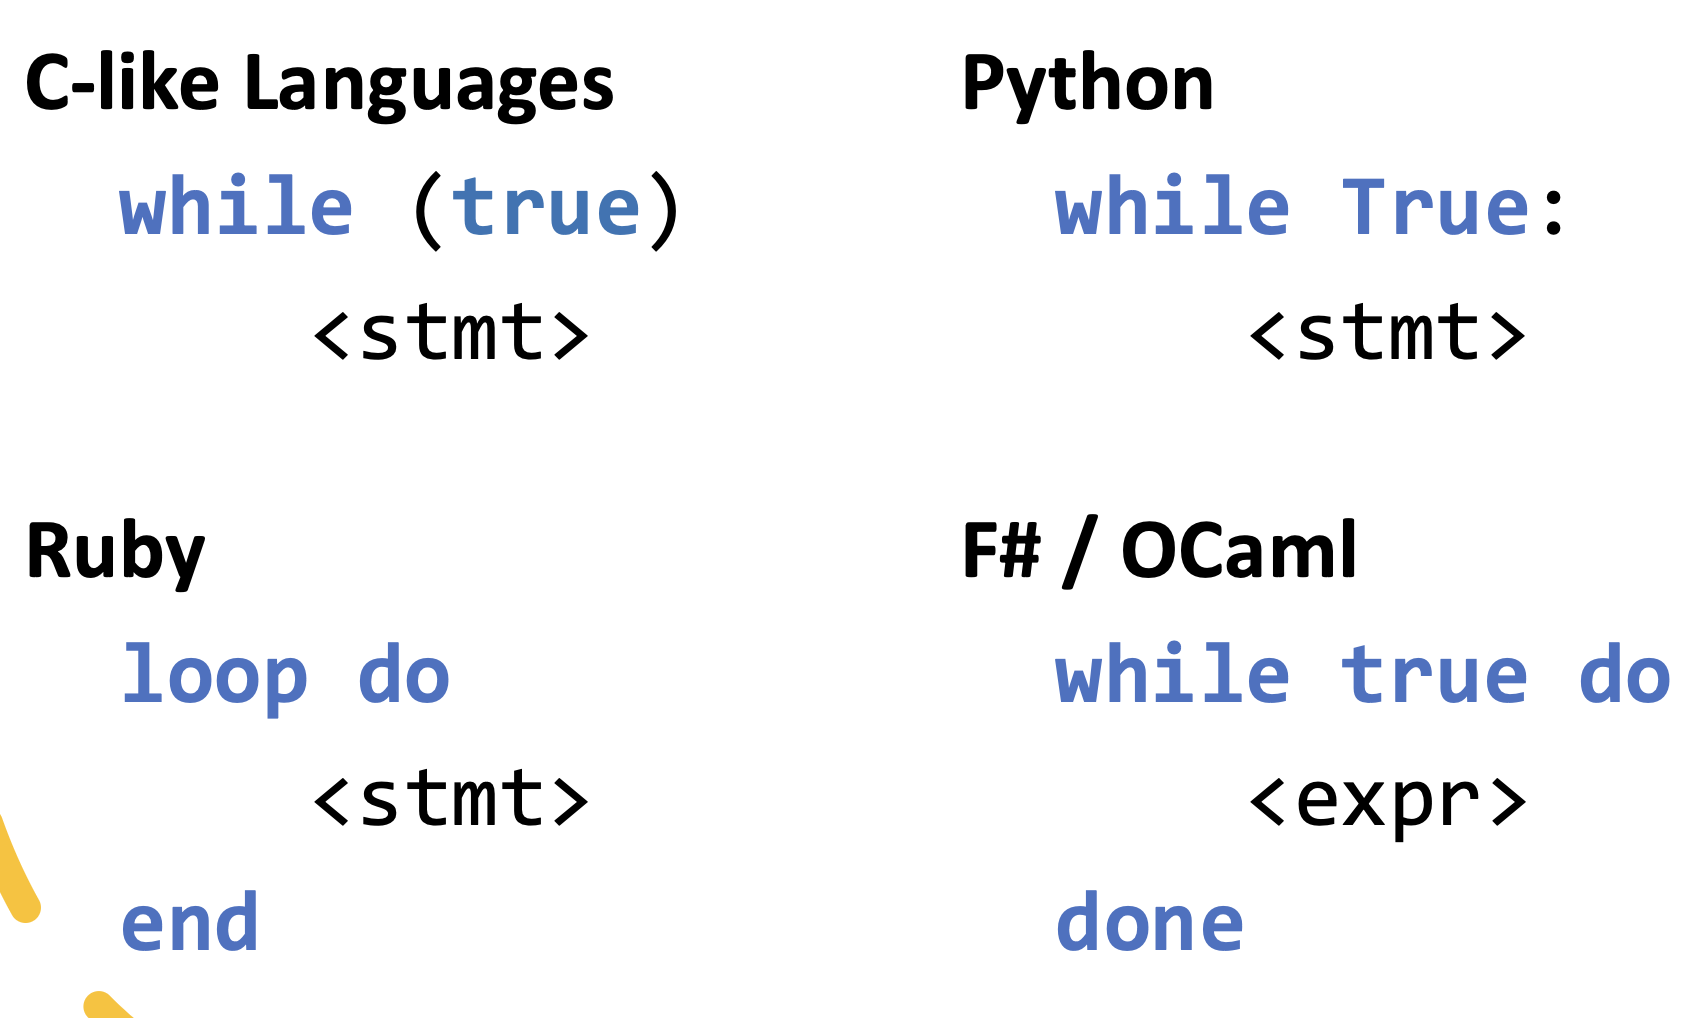 C-like Languages
while (true)
<stmt>
Python
while True:
<stmt>
Ruby
loop do
<stmt>
end
F# / OCaml
while true do
<expr>
done